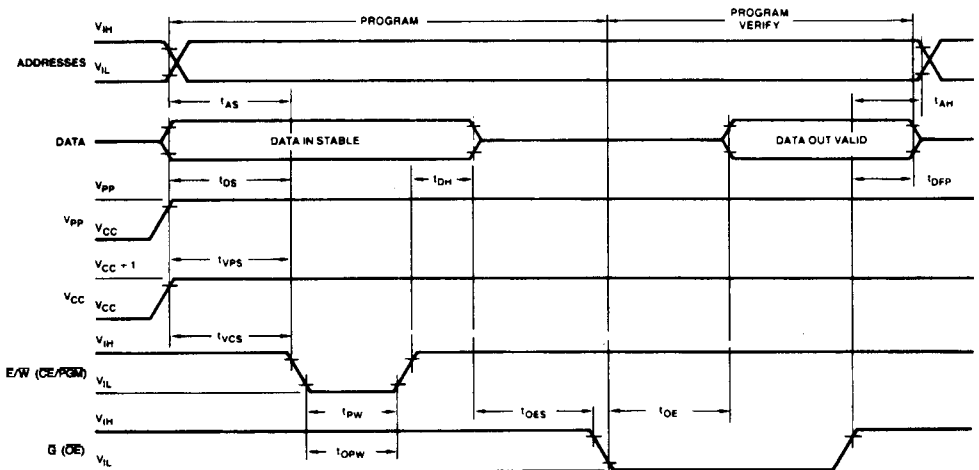 PROGRAM
PROGRAM
VERIFY
VIH
ADDRESSES
VIL
tAS
tAH
DATA
DATA IN STABLE
DATA OUT VALID
tDS
tDH
tDFP
VPP
VPP
VCC
VCC + 1
tVPS
VCC
VCC
tVCS
VIH
E/W (CE/PGM)
VIL
tPW
tOES
tOE
VIH
tOPW
G (OE)
VIL